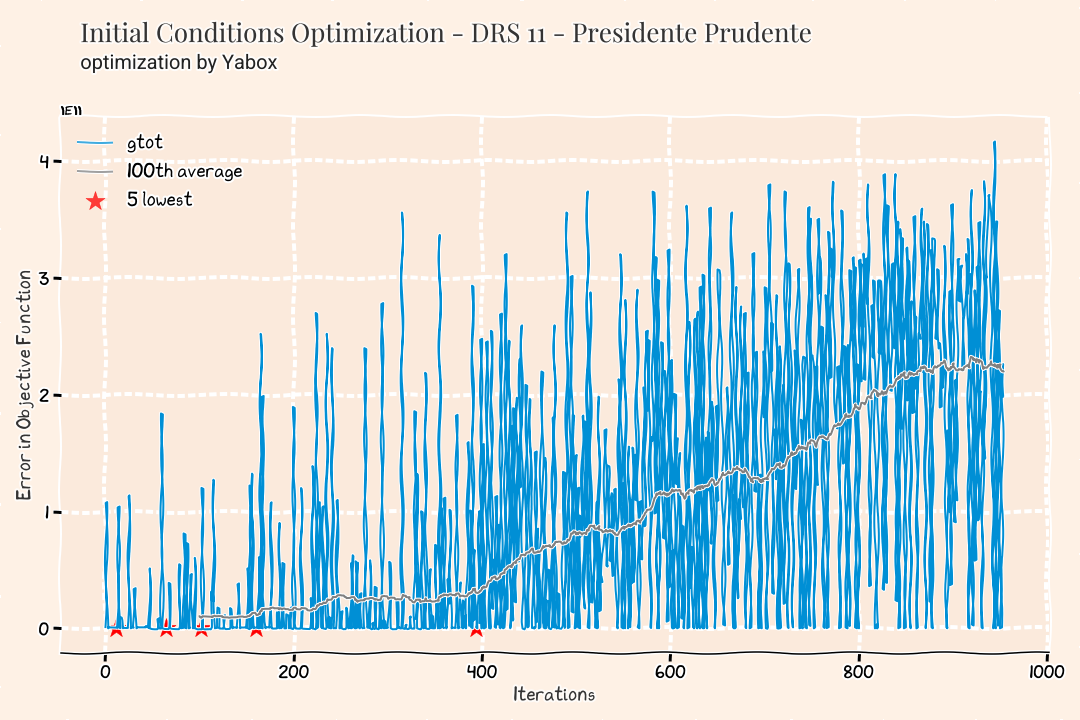 Initial Conditions Optimization - DRS 11 - Presidente Prudente
optimization by Yabox
1E11
gtot
100th average
5 lowest
4
3
2
1
0
Error in Objective Function
0 200 400 600 800 1000
Iterations